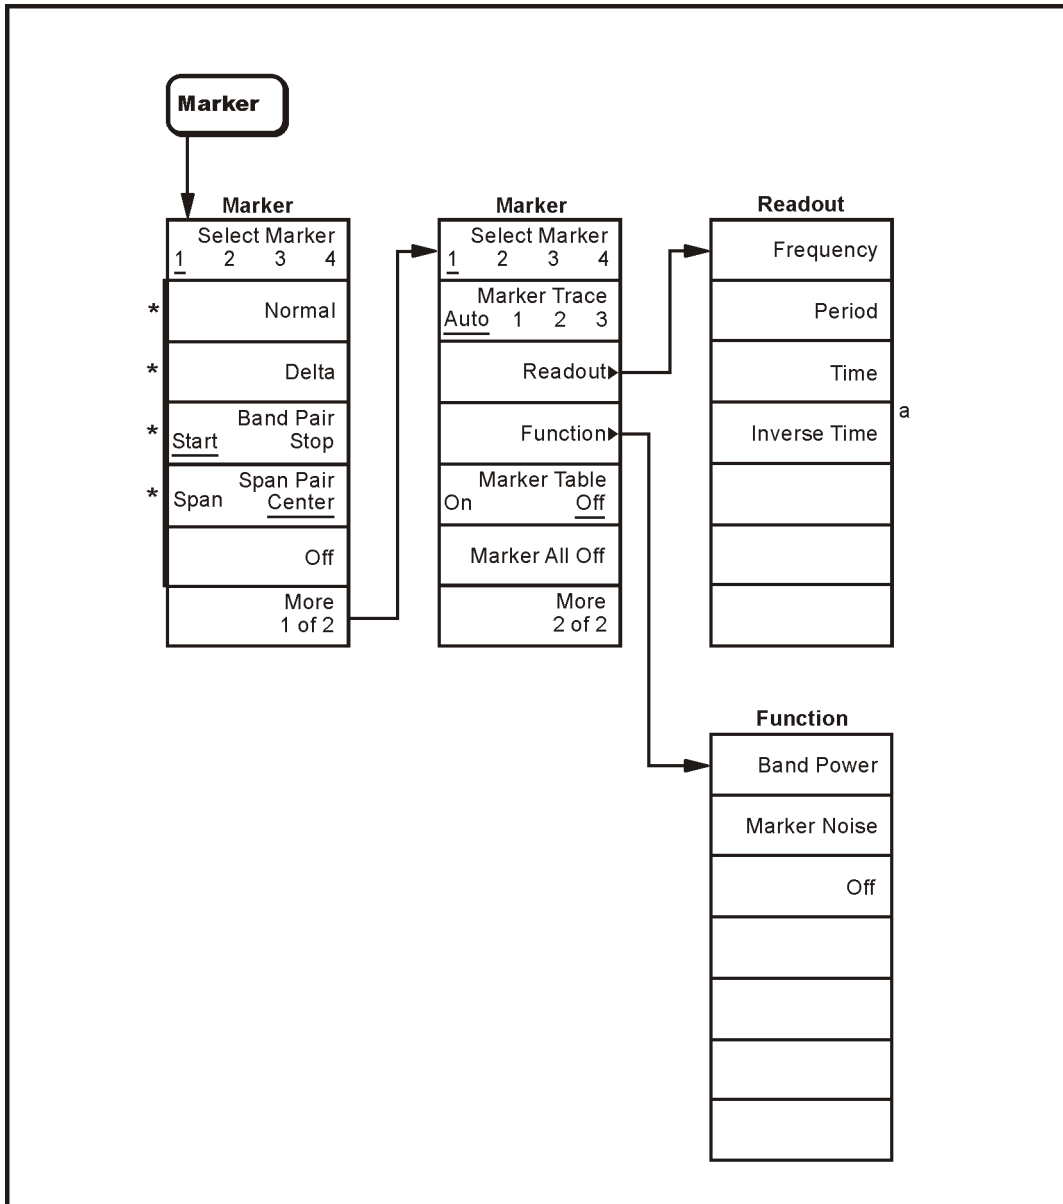 Marker
Marker
Select Marker
1 2 3 4
* Normal
* Delta
Band Pair
* Start Stop
Span Pair
* Span Center
Off
More
1 of 2
Marker
Select Marker
1 2 3 4
Marker Trace
Auto 1 2 3
Readout
Function
Marker Table
On Off
Marker All Off
More
2 of 2
Readout
Frequency
Period
Time
a
Inverse Time
Function
Band Power
Marker Noise
Off